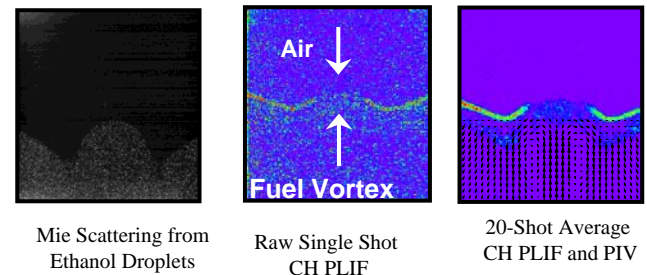 Air
Fuel Vortex
Mie Scattering from
Ethanol Droplets
Raw Single Shot
CH PLIF
20-Shot Average
CH PLIF and PIV